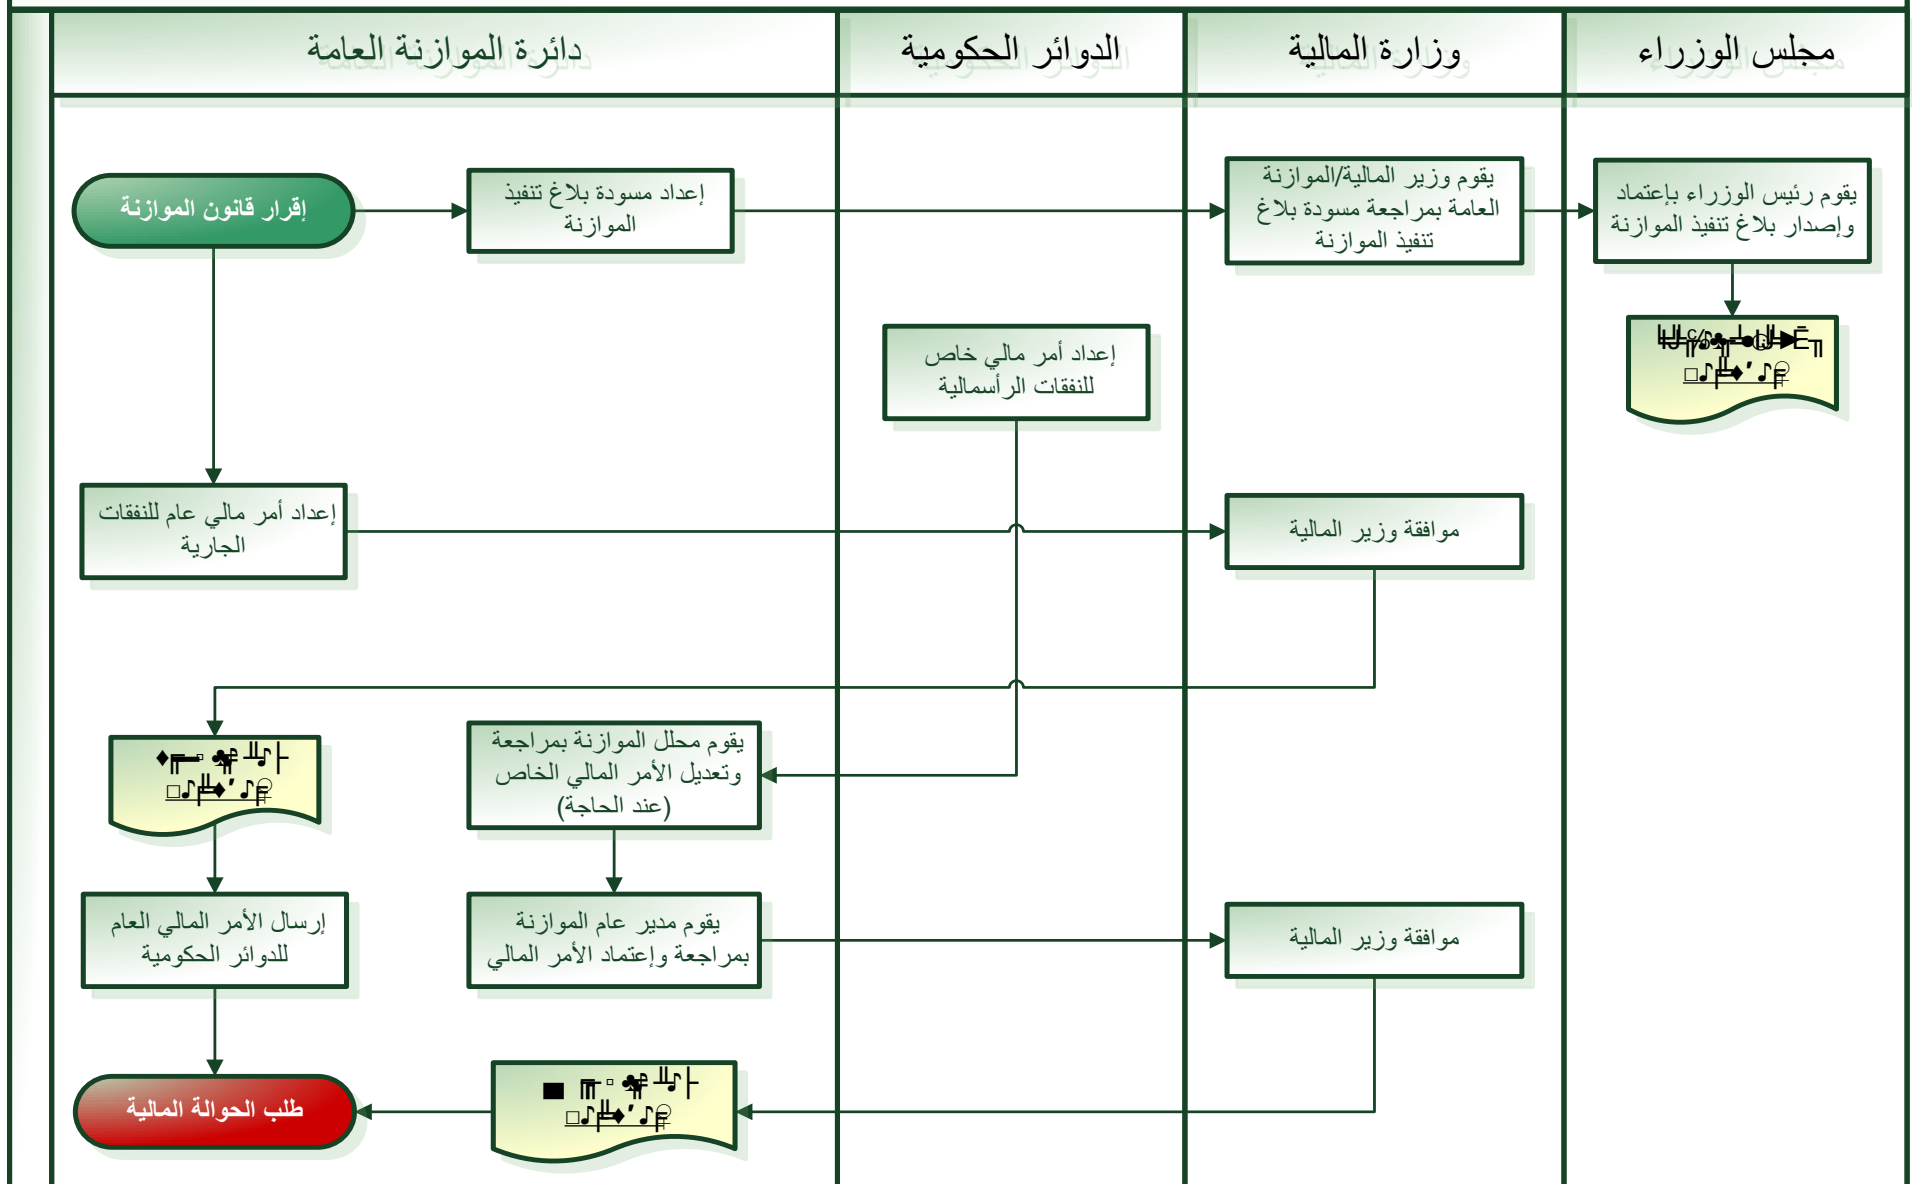 مجلس الوزراء
وزارة المالية
الدوائر الحكومية
دائرة الموازنة العامة
إقرار قانون الموازنة
إعداد مسودة بلاغ تنفيذ
الموازنة
يقوم وزير المالية/الموازنة
العامة بمراجعة مسودة بلاغ
تنفيذ الموازنة
يقوم رئيس الوزراء بإعتماد
وإصدار بلاغ تنفيذ الموازنة
إعداد أمر مالي خاص
للنفقات الرأسمالية
إعداد أمر مالي عام للنفقات
الجارية
موافقة وزير المالية
يقوم محلل الموازنة بمراجعة
وتعديل الأمر المالي الخاص
(عند الحاجة)
إرسال الأمر المالي العام
للدوائر الحكومية
يقوم مدير عام الموازنة
بمراجعة وإعتماد الأمر المالي
موافقة وزير المالية
طلب الحوالة المالية